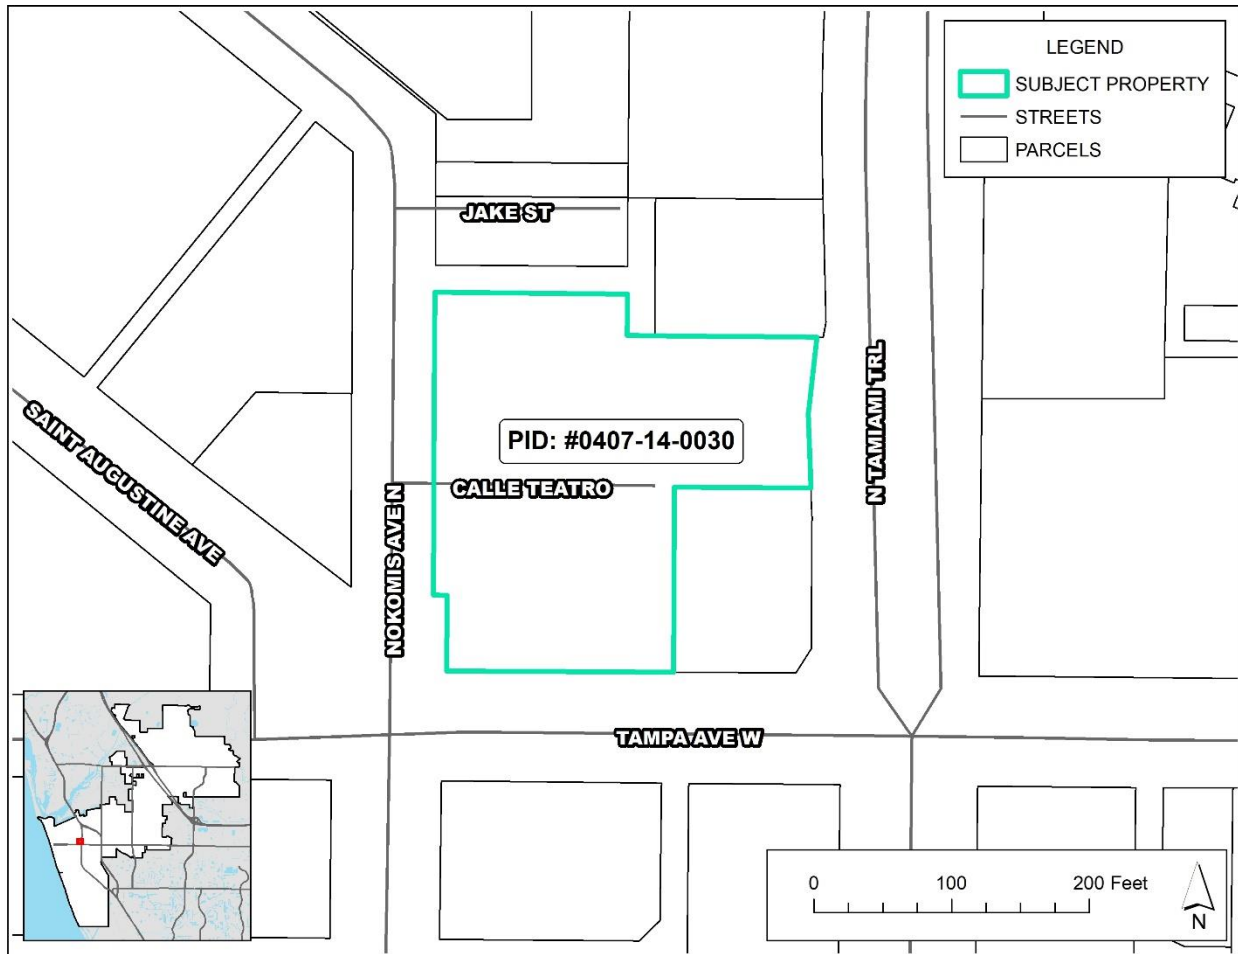 LEGEND
SUBJECT PROPERTY
STREETS
PARCELS
JAKE ST
N TAMIAMI TRL
PID: #0407-14-0030
SAINT AUGUSTINE AVE
CALLE TEATRO
NOKOMIS AVE N
TAMPA AVE W
0 100 200 Feet
N